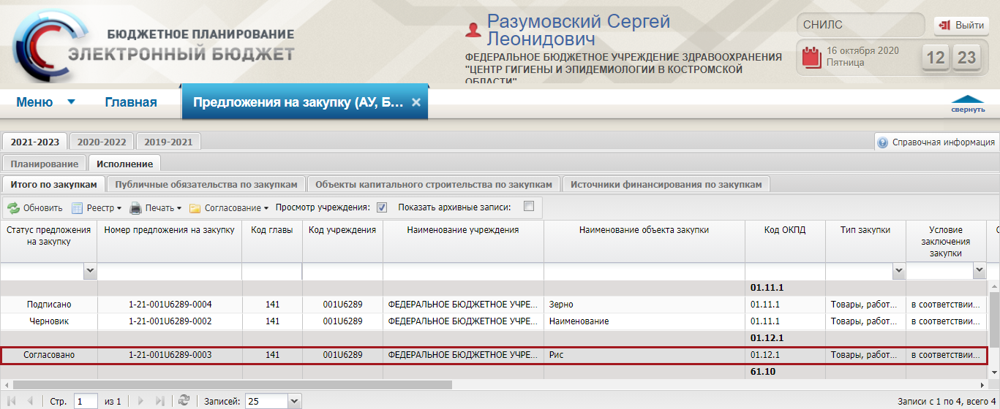 БЮДЖЕТНОЕ ПЛАНИРОВАНИЕ
ЭЛЕКТРОННЫЙ БЮДЖЕТ
Разумовский Сергей
Леонидович
ФЕДЕРАЛЬНОЕ БЮДЖЕТНОЕ УЧРЕЖДЕНИЕ ЗДРАВООХРАНЕНИЯ
"ЦЕНТР ГИГИЕНЫ И ЭПИДЕМИОЛОГИИ В КОСТРОМСКОЙ
ОБЛАСТИ"
СНИЛС
Выйти
16 октября 2020
Пятница
12 23
Меню Главная Предложения на закупку (АУ, Б...
свернуть
2021-2023 2020-2022 2019-2021 Справочная информация
Планирование Исполнение
Итого по закупкам Публичные обязательства по закупкам Объекты капитального строительства по закупкам Источники финансирования по закупкам
Обновить Реестр Печать Согласование Просмотр учреждения: Показать архивные записи:
Статус предложения на закупку Номер предложения на закупку Код главы Код учреждения Наименование учреждения Наименование объекта закупки Код ОКПД Тип закупки Условие заключения закупки
01.11.1
Подписано 1-21-001U6289-0004 141 001U6289 ФЕДЕРАЛЬНОЕ БЮДЖЕТНОЕ УЧРЕ... Зерно 01.11.1 Товары, работ... в соответствии...
Черновик 1-21-001U6289-0002 141 001U6289 ФЕДЕРАЛЬНОЕ БЮДЖЕТНОЕ УЧРЕ... Наименование 01.11.1 Товары, работ... в соответствии...
01.12.1
Согласовано 1-21-001U6289-0003 141 001U6289 ФЕДЕРАЛЬНОЕ БЮДЖЕТНОЕ УЧРЕ... Рис 01.12.1 Товары, работ... в соответствии...
61.10
Стр. 1 из 1 Записей: 25 Записи с 1 по 4, всего 4